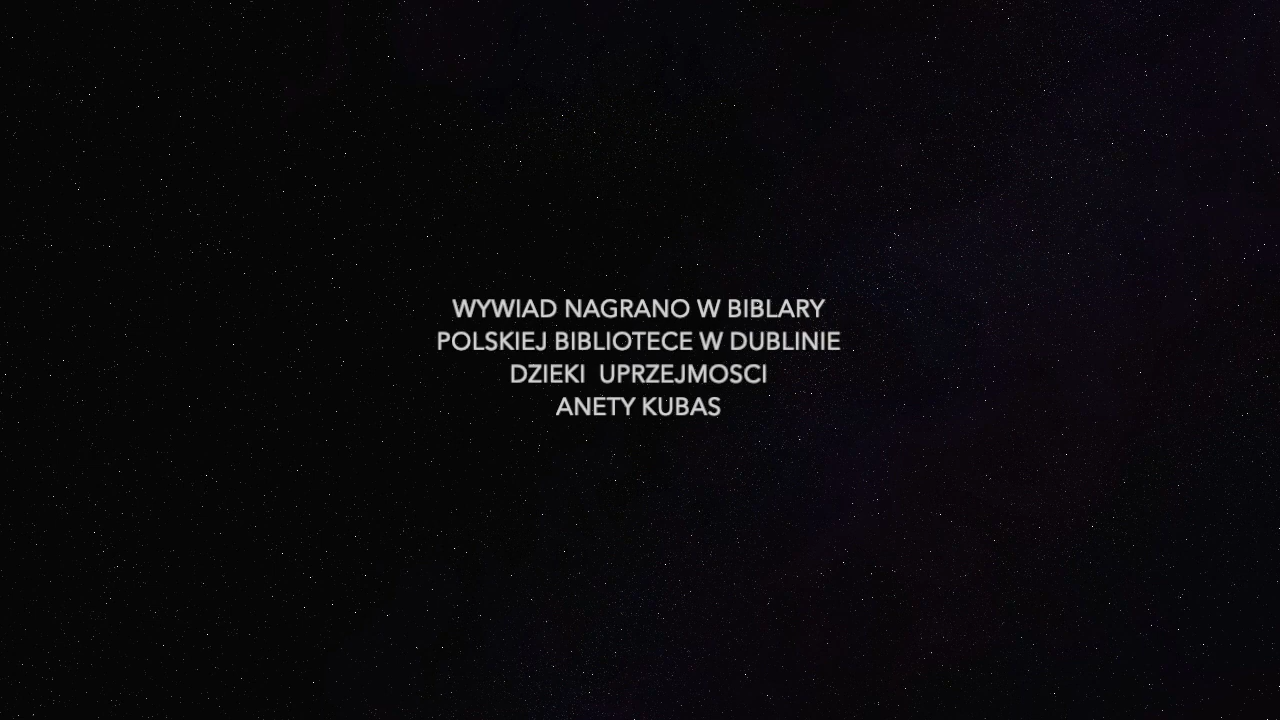 WYWIAD NAGRANO W BIBLARY
POLSKIEJ BIBLIOTECE W DUBLINIE
DZIEKI  UPRZEJMOSCI
ANETY KUBAS